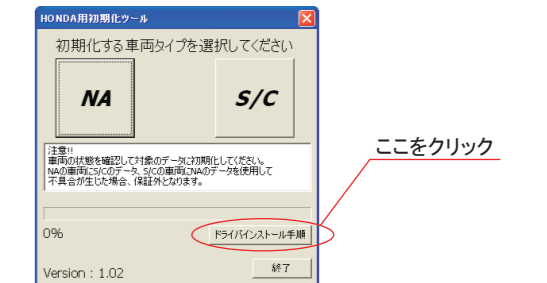 HONDA用初期化ツール
初期化する車両タイプを選択してください
NA
S/C
注意!!
車両の状態を確認して対象のデータに初期化してください。
NAの車両にS/Cのデータ、S/Cの車両にNAのデータを使用して
不具合が生じた場合、保証外となります。
ここをクリック
0%
ドライバインストール手順
Version : 1.02
終了